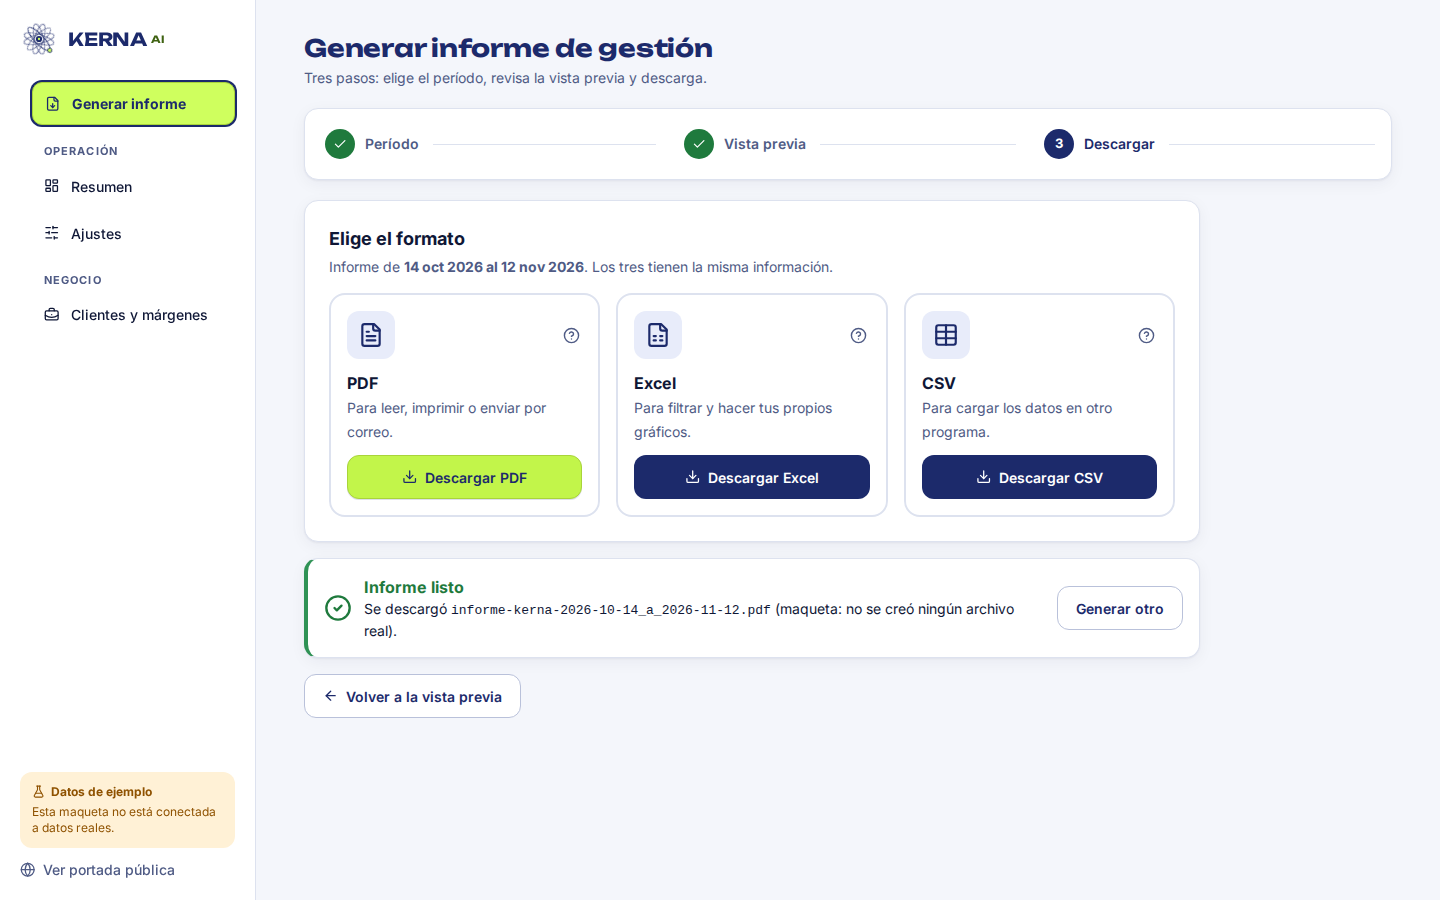 KERNA AI
Generar informe
OPERACIÓN
Resumen
Ajustes
NEGOCIO
Clientes y márgenes
Datos de ejemplo
Esta maqueta no está conectada
a datos reales.
Ver portada pública
Generar informe de gestión
Tres pasos: elige el período, revisa la vista previa y descarga.
Período
Vista previa
3 Descargar
Elige el formato
Informe de 14 oct 2026 al 12 nov 2026. Los tres tienen la misma información.
PDF
Para leer, imprimir o enviar por
correo.
Descargar PDF
Excel
Para filtrar y hacer tus propios
gráficos.
Descargar Excel
CSV
Para cargar los datos en otro
programa.
Descargar CSV
Informe listo
Se descargó informe-kerna-2026-10-14_a_2026-11-12.pdf (maqueta: no se creó ningún archivo
real).
Generar otro
Volver a la vista previa